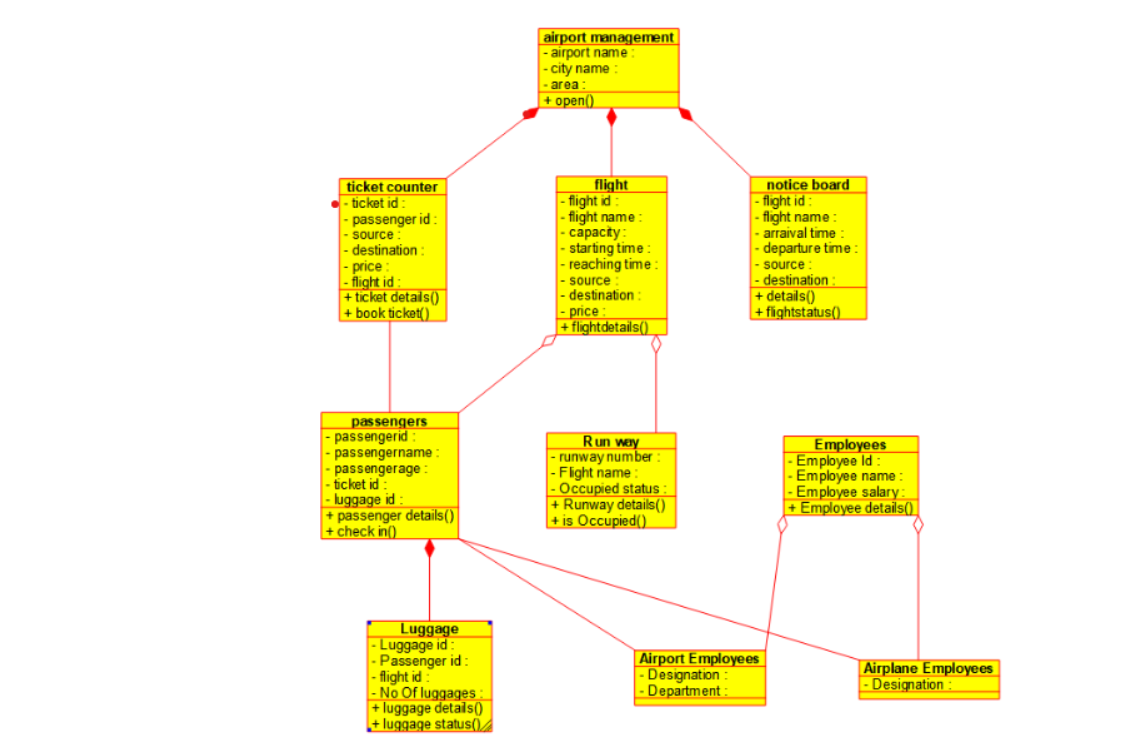 airport management
- airport name :
- city name :
- area :
+ open()
ticket counter
- ticket id :
- passenger id :
- source :
- destination :
- price :
- flight id :
+ ticket details()
+ book ticket()
flight
- flight id :
- flight name :
- capacity :
- starting time :
- reaching time :
- source :
- destination :
- price :
+ flightdetails()
notice board
- flight id :
- flight name :
- arraival time :
- departure time :
- source :
- destination :
+ details()
+ flightstatus()
passengers
- passengerid :
- passengername :
- passengerage :
- ticket id :
- luggage id :
+ passenger details()
+ check in()
Run way
- runway number :
- Flight name :
- Occupied status :
+ Runway details()
+ is Occupied()
Employees
- Employee Id :
- Employee name :
- Employee salary :
+ Employee details()
Luggage
- Luggage id :
- Passenger id :
- flight id :
- No Of luggages :
+ luggage details()
+ luggage status()
Airport Employees
- Designation :
- Department :
Airplane Employees
- Designation :